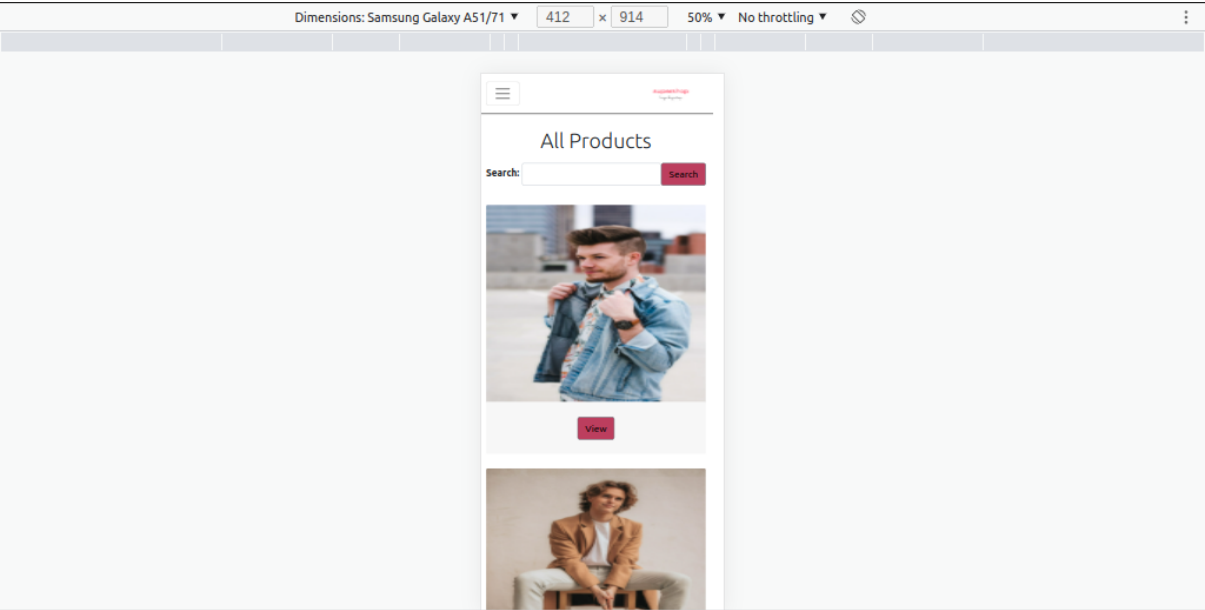 Dimensions: Samsung Galaxy A51/71 ▼ 412 × 914 50% ▼ No throttling ▼
All Products
Search: Search
View